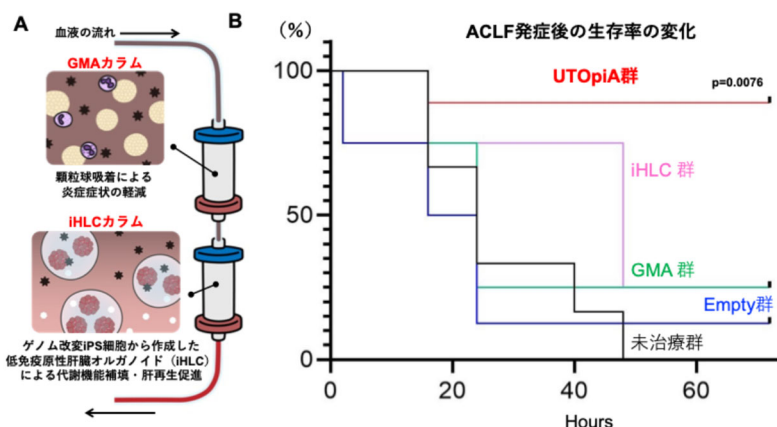 A
血液の流れ
GMAカラム
顆粒球吸着による
炎症症状の軽減
iHLCカラム
ゲノム改変iPS細胞から作成した
低免疫原性肝臓オルガノイド（iHLC）
による代謝機能補填・肝再生促進
B
(%)
ACLF発症後の生存率の変化
100
50
0
UTOpiA群
p=0.0076
iHLC 群
GMA 群
Empty群
未治療群
0 20 40 60
Hours